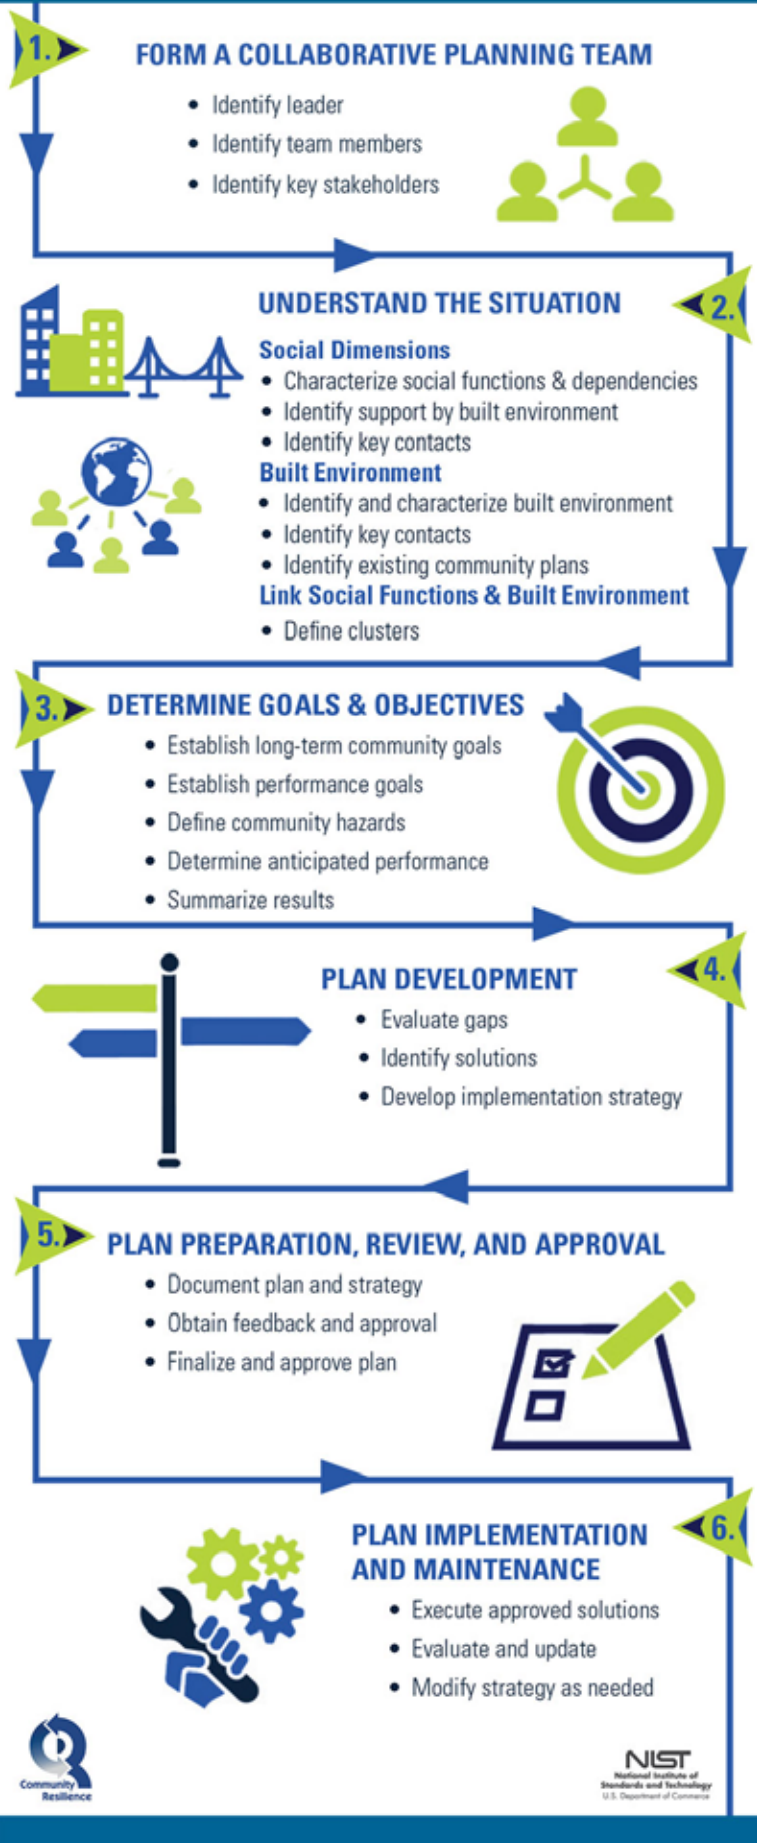 1.
FORM A COLLABORATIVE PLANNING TEAM
• Identify leader
• Identify team members
• Identify key stakeholders
2.
UNDERSTAND THE SITUATION
Social Dimensions
• Characterize social functions & dependencies
• Identify support by built environment
• Identify key contacts
Built Environment
• Identify and characterize built environment
• Identify key contacts
• Identify existing community plans
Link Social Functions & Built Environment
• Define clusters
3.
DETERMINE GOALS & OBJECTIVES
• Establish long-term community goals
• Establish performance goals
• Define community hazards
• Determine anticipated performance
• Summarize results
4.
PLAN DEVELOPMENT
• Evaluate gaps
• Identify solutions
• Develop implementation strategy
5.
PLAN PREPARATION, REVIEW, AND APPROVAL
• Document plan and strategy
• Obtain feedback and approval
• Finalize and approve plan
6.
PLAN IMPLEMENTATION
AND MAINTENANCE
• Execute approved solutions
• Evaluate and update
• Modify strategy as needed
Community
Resilience
NIST
National Institute of
Standards and Technology
U.S. Department of Commerce